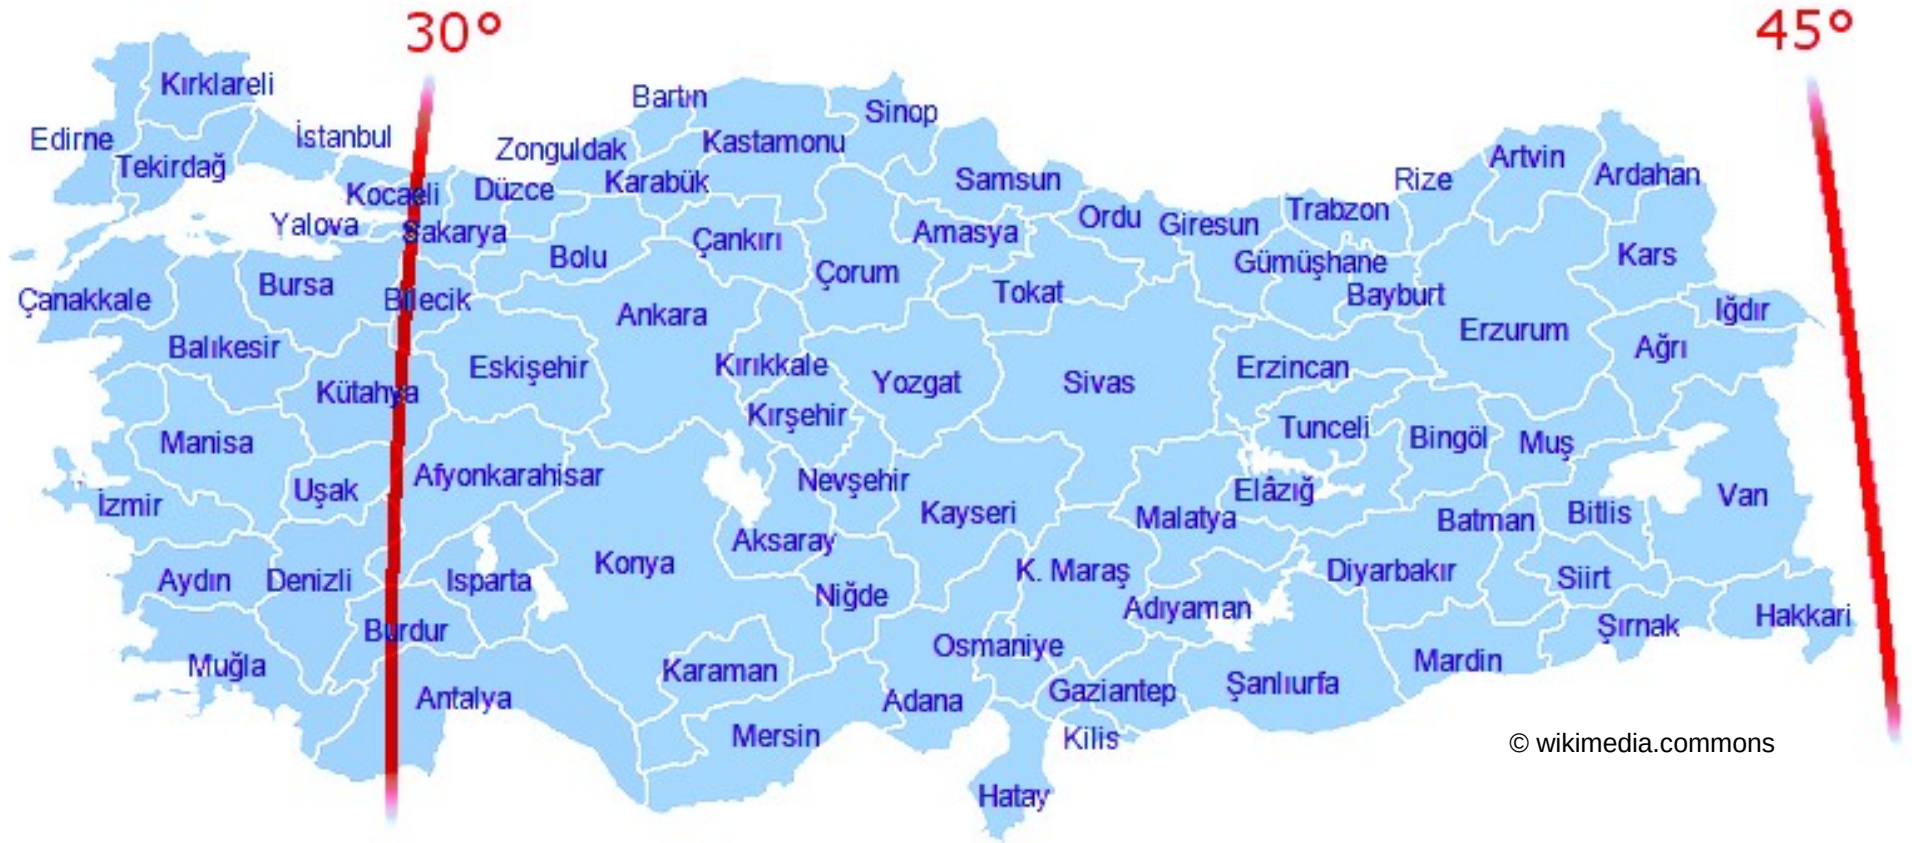 30°
45°
Kırklareli
Bartın
Sinop
Edirne
İstanbul
Zonguldak
Kastamonu
Artvin
Tekirdağ
Kocaeli
Düzce
Karabük
Samsun
Rize
Ardahan
Yalova
Sakarya
Ordu
Giresun
Trabzon
Bolu
Çankırı
Amasya
Kars
Çanakkale
Bursa
Bilecik
Çorum
Tokat
Gümüşhane
Bayburt
Iğdır
Balıkesir
Ankara
Erzurum
Ağrı
Kütahya
Eskişehir
Kırıkkale
Yozgat
Sivas
Erzincan
Manisa
Kırşehir
Tunceli
Bingöl
Muş
İzmir
Uşak
Afyonkarahisar
Nevşehir
Kayseri
Malatya
Elâzığ
Batman
Bitlis
Van
Aydın
Denizli
Isparta
Konya
Aksaray
Niğde
K. Maraş
Adıyaman
Diyarbakır
Siirt
Hakkari
Muğla
Burdur
Antalya
Karaman
Osmaniye
Şırnak
Mardin
Mersin
Adana
Gaziantep
Şanlıurfa
Kilis
© wikimedia.commons
Hatay